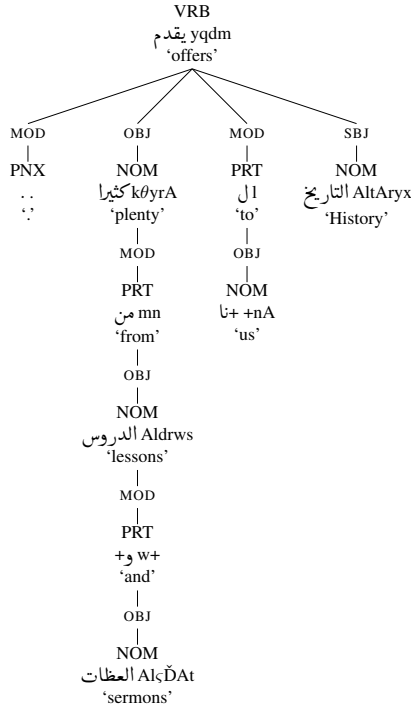 VRB
يقدم yqdm
‘offers’
MOD OBJ MOD SBJ
PNX NOM PRT NOM
. . كثيرا kθyrA ل l التاريخ AltAryx
‘.’ ‘plenty’ ‘to’ ‘History’
MOD OBJ
PRT NOM
من mn +نا +nA
‘from’ ‘us’
OBJ
NOM
الدروس Aldrws
‘lessons’
MOD
PRT
و+ w+
‘and’
OBJ
NOM
العظات AlςĎAt
‘sermons’